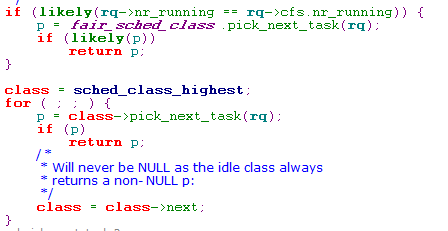 if (likely(rq->nr_running == rq->cfs.nr_running)) {
p = fair_sched_class .pick_next_task(rq);
if (likely(p))
return p;
}
class = sched_class_highest;
for ( ; ; ) {
p = class->pick_next_task(rq);
if (p)
return p;
/*
* Will never be NULL as the idle class always
* returns a non- NULL p:
*/
class = class->next;
}